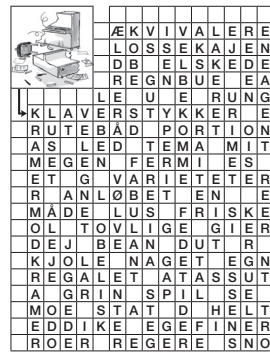 ÆKVIVALERE
LOSSEKAJEN
DB ELSKEDE
REGNBUE EA
LE U E RUNG
KLAVERSTYKKER E
RUTEBÅD PORTION
AS LED TEMA MIT
MEGEN FERMI ES
ET G VARIETETER
R ANLØBET EN E
MÅDE LUS FRISKE
OL TOVLIGE GIER
DEJ BEAN DUT R
KJOLE NAGET EGN
REGALET ATASSUT
A GRIN SPIL SE
MOE STAT D HELT
EDDIKE EGEFINER
ROER REGERE SNO